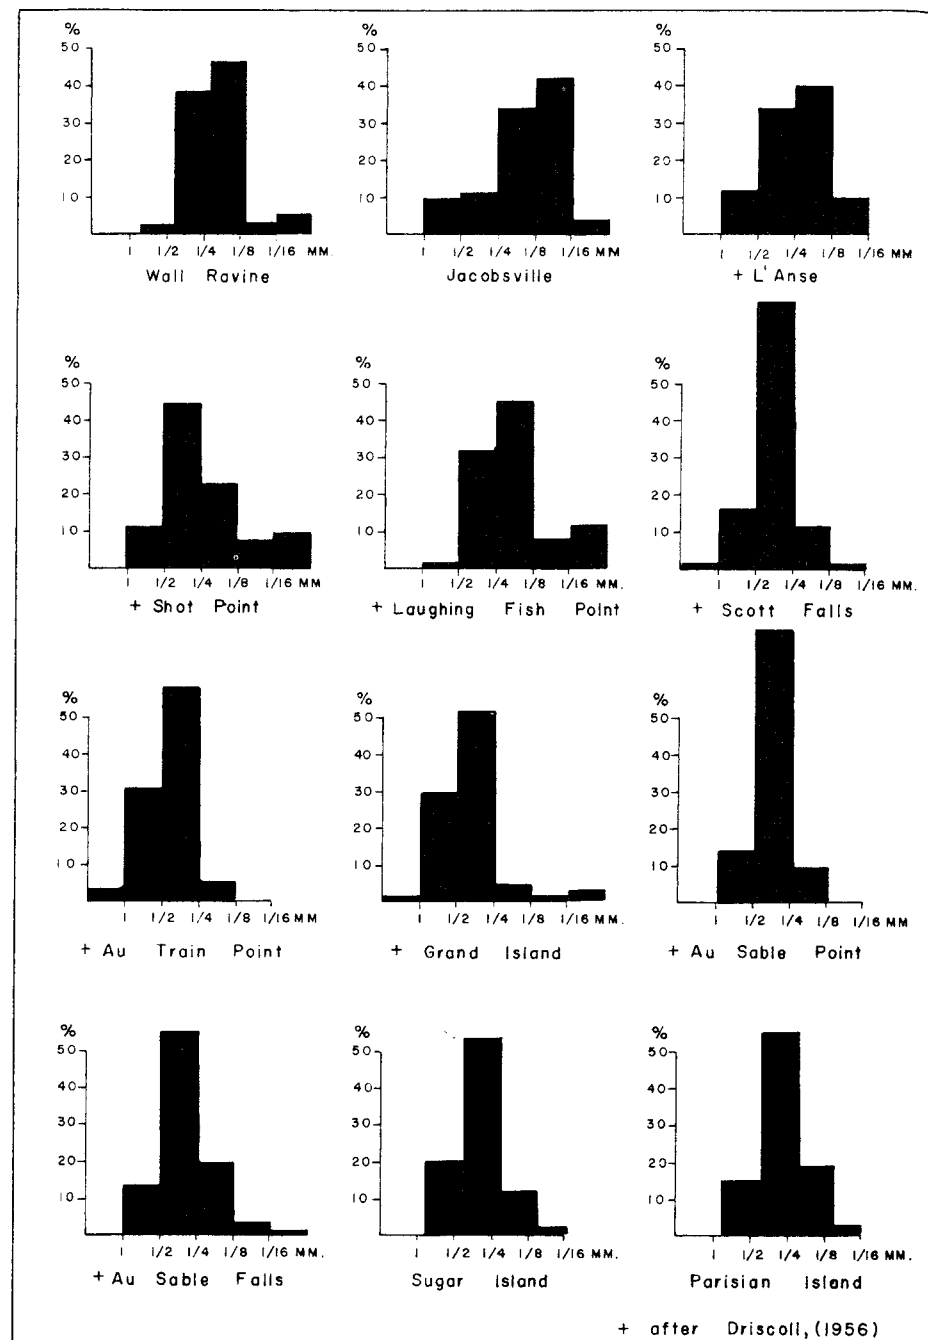 %
50
40
30
20
10
1 1/2 1/4 1/8 1/16 MM.
Wall Ravine
%
50
40
30
20
10
1 1/2 1/4 1/8 1/16 MM.
Jacobsville
%
50
40
30
20
10
1 1/2 1/4 1/8 1/16 MM.
+ L'Anse
%
50
40
30
20
10
1 1/2 1/4 1/8 1/16 MM.
+ Shot Point
%
50
40
30
20
10
1 1/2 1/4 1/8 1/16 MM.
+ Laughing Fish Point
%
50
40
30
20
10
1 1/2 1/4 1/8 1/16 MM.
+ Scott Falls
%
50
40
30
20
10
1 1/2 1/4 1/8 1/16 MM
+ Au Train Point
%
50
40
30
20
10
1 1/2 1/4 1/8 1/16 MM.
+ Grand Island
%
50
40
30
20
10
1 1/2 1/4 1/8 1/16 MM
+ Au Sable Point
%
50
40
30
20
10
1 1/2 1/4 1/8 1/16 MM.
+ Au Sable Falls
%
50
40
30
20
10
1 1/2 1/4 1/8 1/16 MM.
Sugar Island
%
50
40
30
20
10
1 1/2 1/4 1/8 1/16 MM.
Parisian Island
+ after Driscoll, (1956)